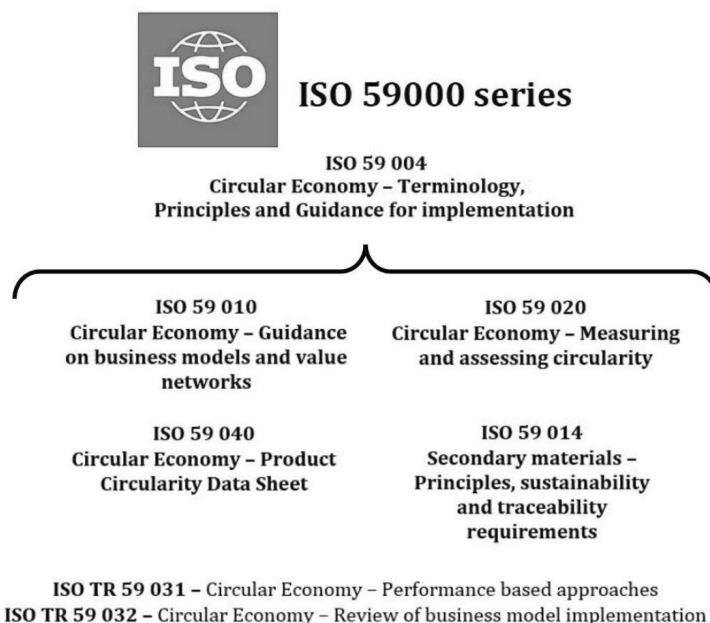 ISO
ISO 59000 series
ISO 59 004
Circular Economy – Terminology,
Principles and Guidance for implementation
ISO 59 010
Circular Economy – Guidance
on business models and value
networks
ISO 59 020
Circular Economy – Measuring
and assessing circularity
ISO 59 040
Circular Economy – Product
Circularity Data Sheet
ISO 59 014
Secondary materials –
Principles, sustainability
and traceability
requirements
ISO TR 59 031 – Circular Economy – Performance based approaches
ISO TR 59 032 – Circular Economy – Review of business model implementation